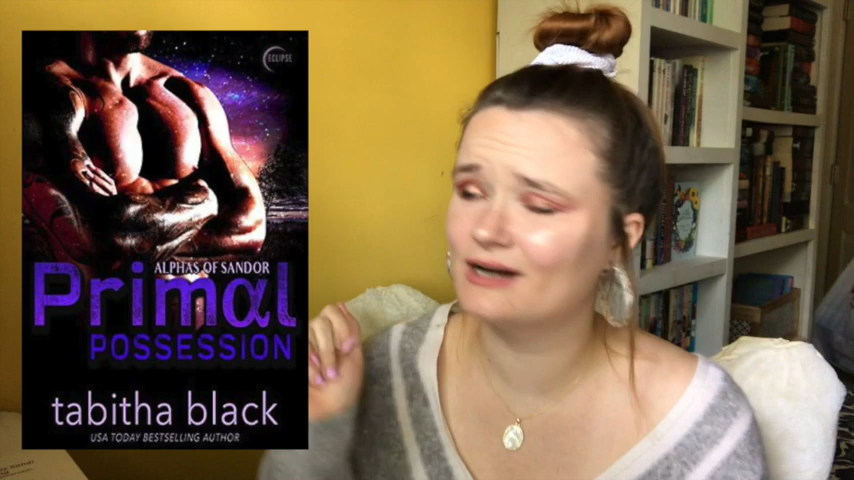 ECLIPSE
ALPHAS OF SANDOR
Primal
POSSESSION
tabitha black
USA TODAY BESTSELLING AUTHOR